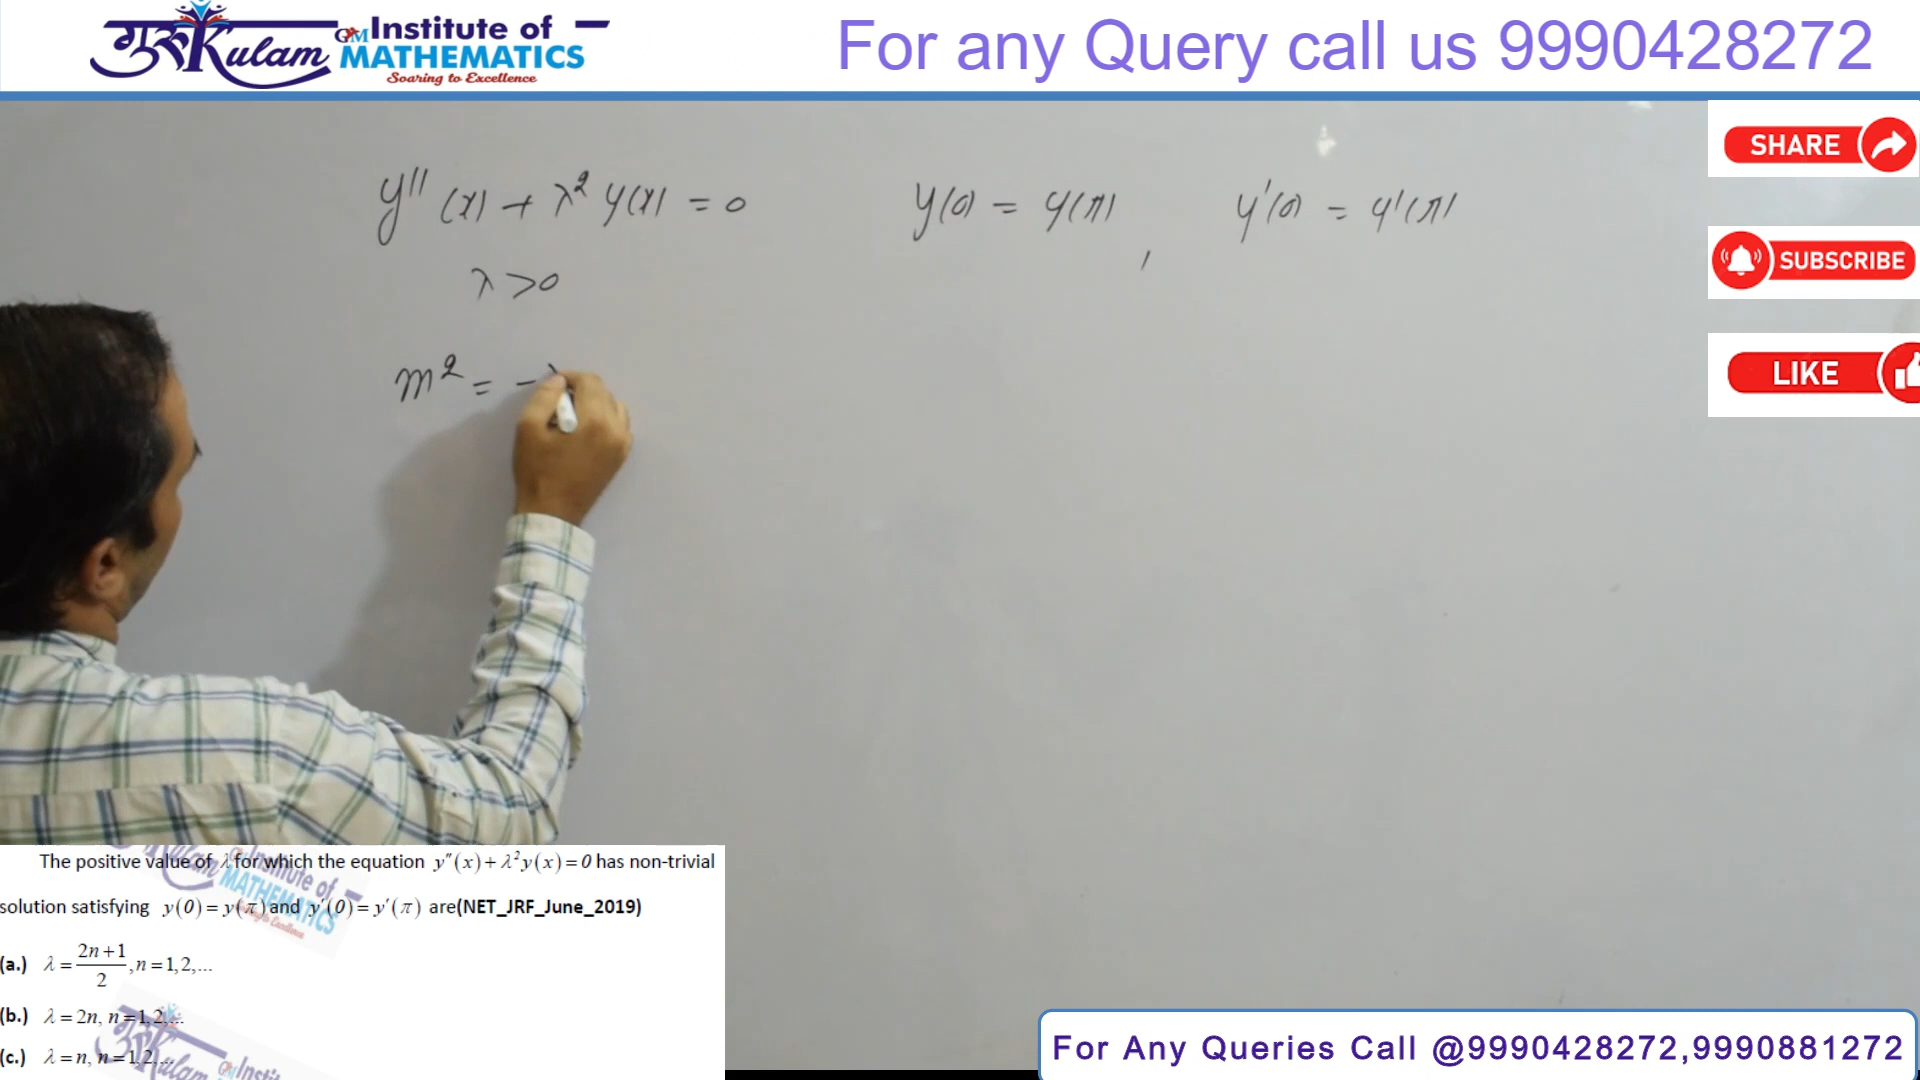 गुरुKulam GM Institute of
MATHEMATICS
Soaring to Excellence
For any Query call us 9990428272
SHARE
SUBSCRIBE
LIKE
y''(x) + λ² y(x) = 0    y(0) = y(π) , y'(0) = y'(π)
λ > 0
m² = -
The positive value of λ for which the equation y″(x)+λ²y(x)=0 has non-trivial
solution satisfying y(0)=y(π) and y′(0)=y′(π) are(NET_JRF_June_2019)
(a.) λ = (2n+1)/2, n=1,2,...
(b.) λ=2n, n=1,2,...
(c.) λ=n, n=1,2,...
For Any Queries Call @9990428272,9990881272